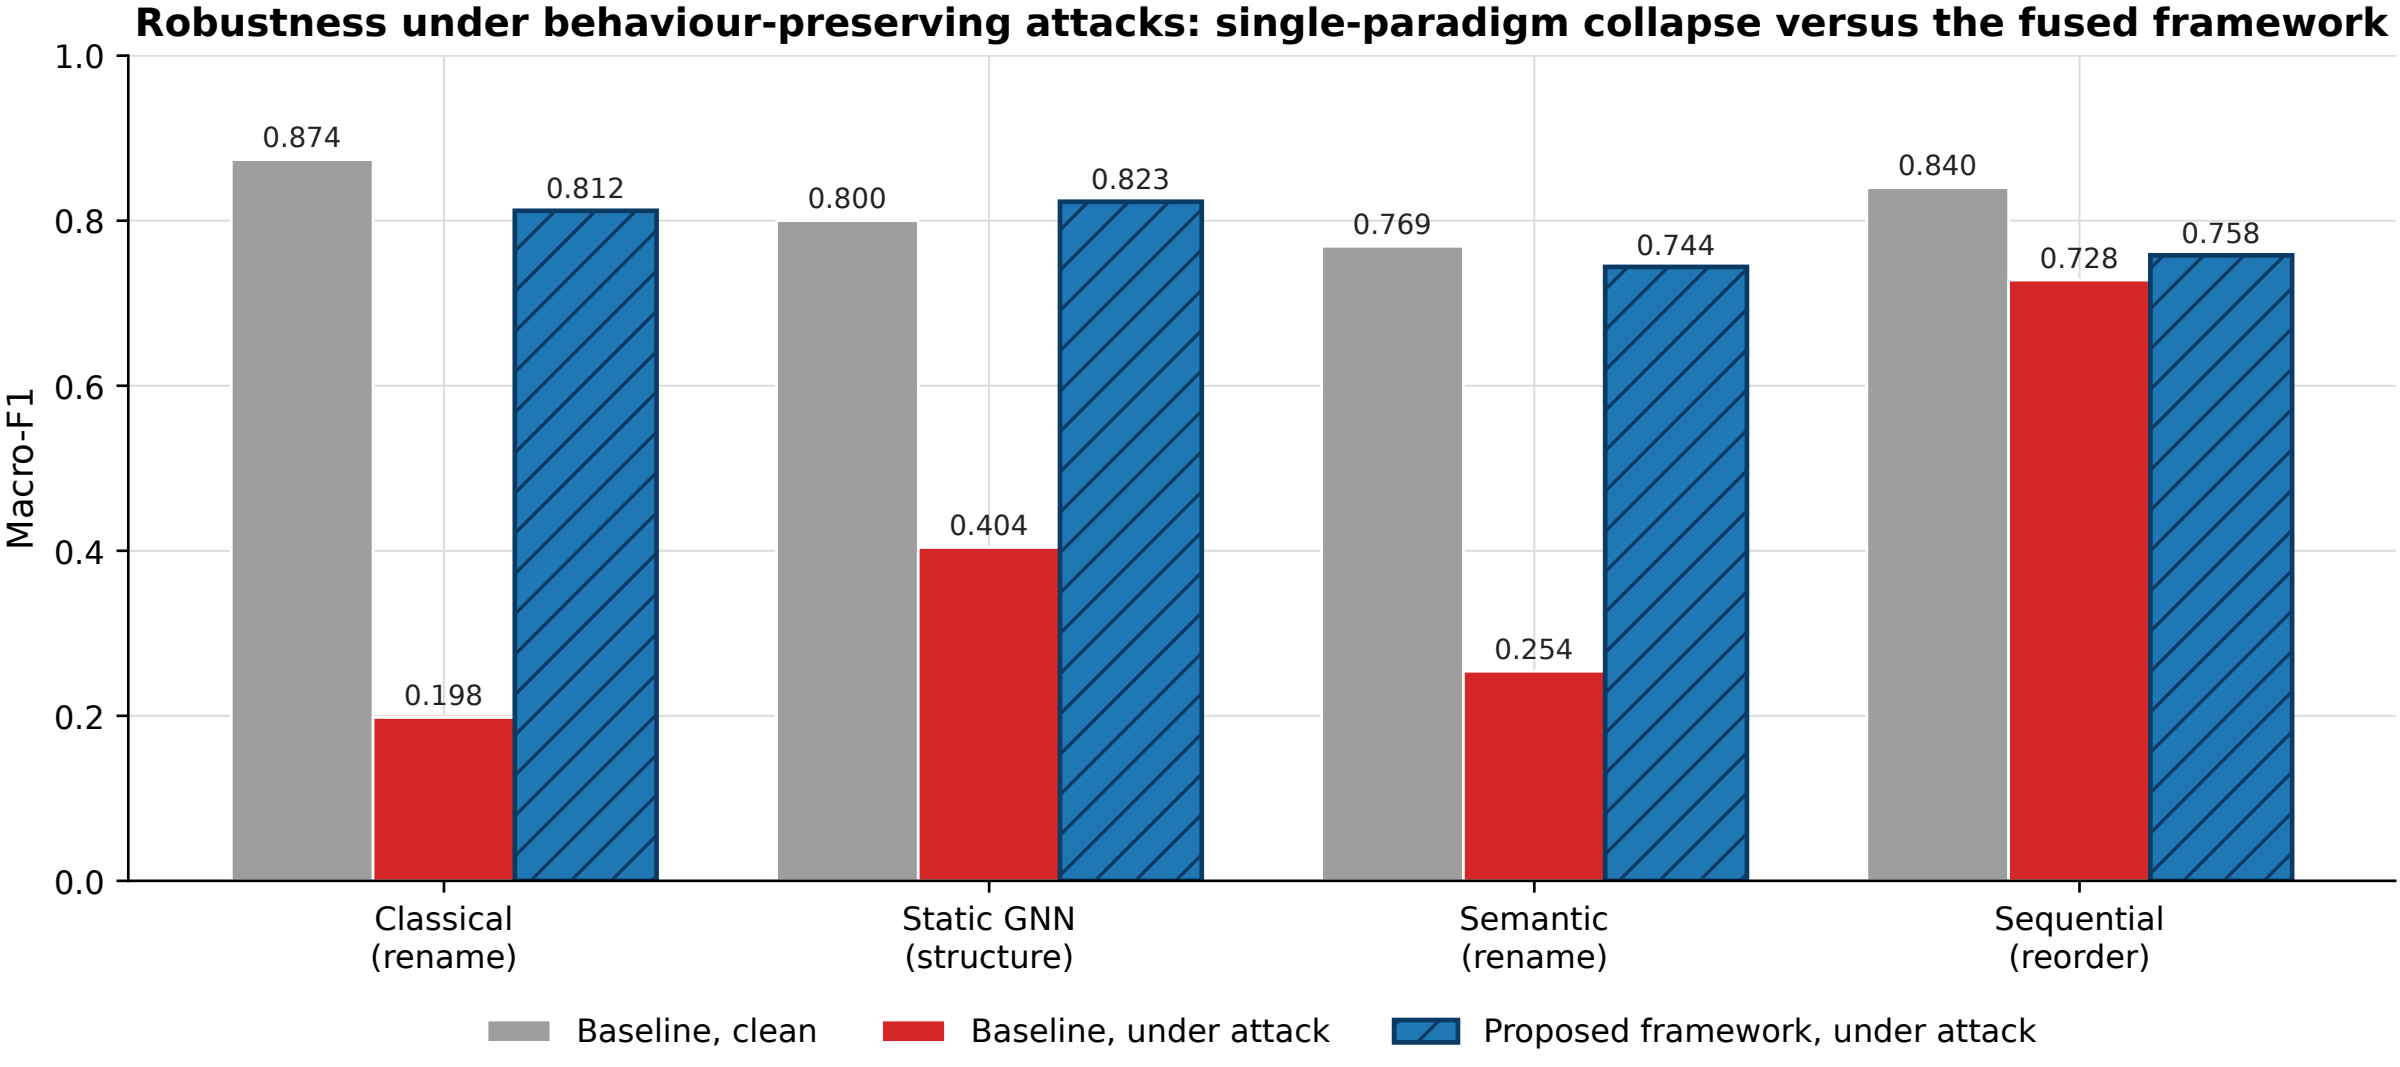 Robustness under behaviour-preserving attacks: single-paradigm collapse versus the fused framework
Macro-F1
1.0
0.8
0.6
0.4
0.2
0.0
0.874
0.198
0.812
0.800
0.404
0.823
0.769
0.254
0.744
0.840
0.728
0.758
Classical
(rename)
Static GNN
(structure)
Semantic
(rename)
Sequential
(reorder)
Baseline, clean
Baseline, under attack
Proposed framework, under attack